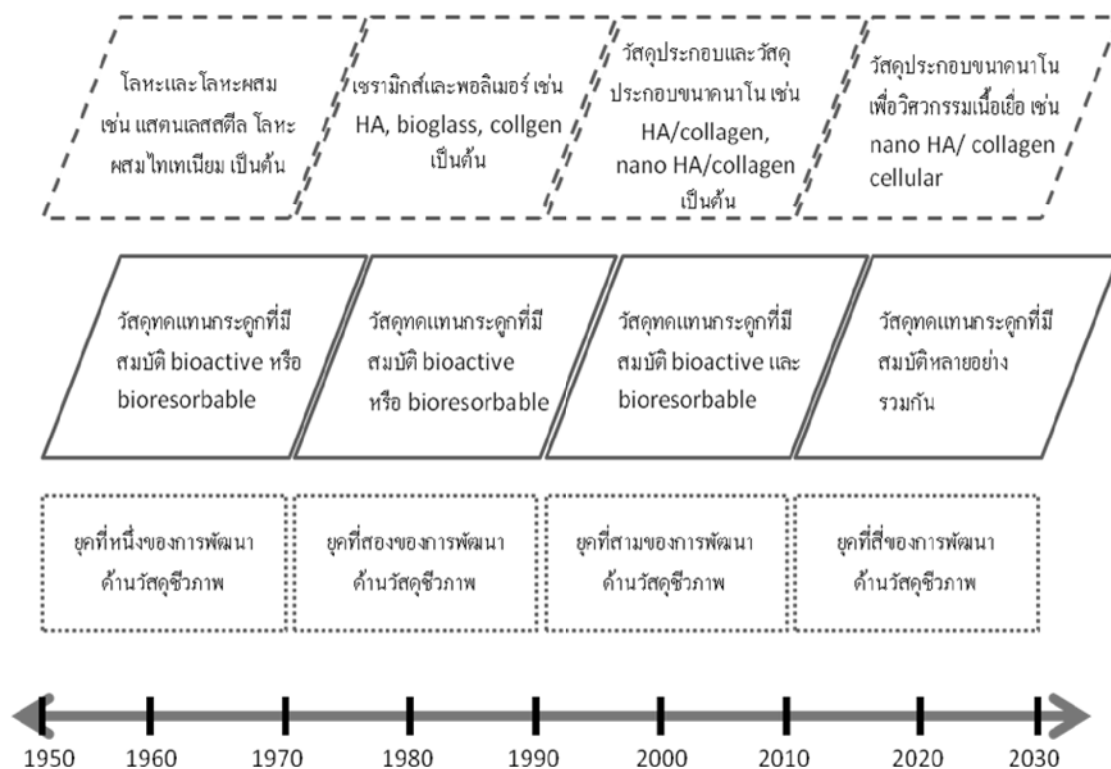 โลหะและโลหะผสม
เช่น แสตนเลสสตีล โลหะ
ผสมไทเทเนียม เป็นต้น
เซรามิกส์และพอลิเมอร์ เช่น
HA, bioglass, collgen
เป็นต้น
วัสดุประกอบและวัสดุ
ประกอบขนาดนาโน เช่น
HA/collagen,
nano HA/collagen
เป็นต้น
วัสดุประกอบขนาดนาโน
เพื่อวิศวกรรมเนื้อเยื่อ เช่น
nano HA/ collagen
cellular
วัสดุทดแทนกระดูกที่มี
สมบัติ bioactive หรือ
bioresorbable
วัสดุทดแทนกระดูกที่มี
สมบัติ bioactive
หรือ bioresorbable
วัสดุทดแทนกระดูกที่มี
สมบัติ bioactive และ
bioresorbable
วัสดุทดแทนกระดูกที่มี
สมบัติหลายอย่าง
รวมกัน
ยุคที่หนึ่งของการพัฒนา
ด้านวัสดุชีวภาพ
ยุคที่สองของการพัฒนา
ด้านวัสดุชีวภาพ
ยุคที่สามของการพัฒนา
ด้านวัสดุชีวภาพ
ยุคที่สี่ของการพัฒนา
ด้านวัสดุชีวภาพ
1950 1960 1970 1980 1990 2000 2010 2020 2030